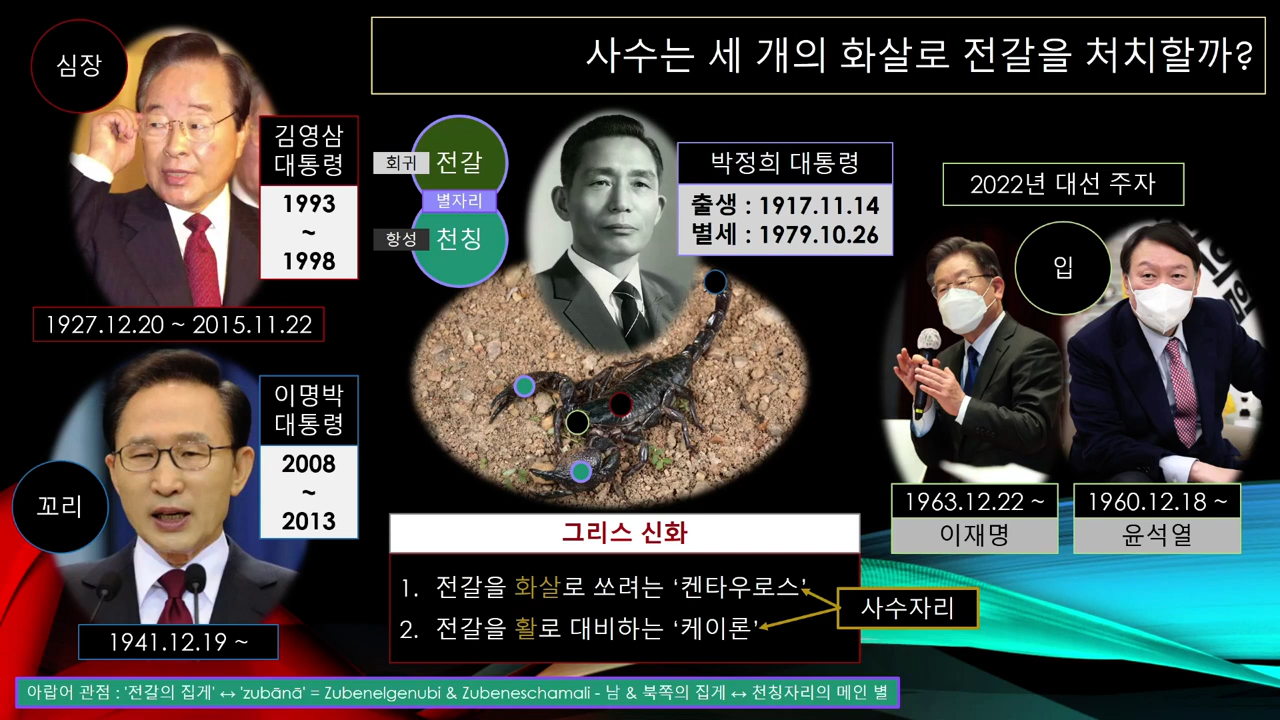 사수는 세 개의 화살로 전갈을 처치할까?
심장
김영삼
대통령
1993
~
1998
1927.12.20 ~ 2015.11.22
회귀
전갈
별자리
항성
천칭
박정희 대통령
출생 : 1917.11.14
별세 : 1979.10.26
2022년 대선 주자
입
1963.12.22 ~
이재명
1960.12.18 ~
윤석열
이명박
대통령
2008
~
2013
꼬리
1941.12.19 ~
그리스 신화
1. 전갈을 화살로 쏘려는 ‘켄타우로스’
2. 전갈을 활로 대비하는 ‘케이론’
사수자리
아랍어 관점 : '전갈의 집게' ↔ 'zubānā' = Zubenelgenubi & Zubeneschamali - 남 & 북쪽의 집게 ↔ 천칭자리의 메인 별